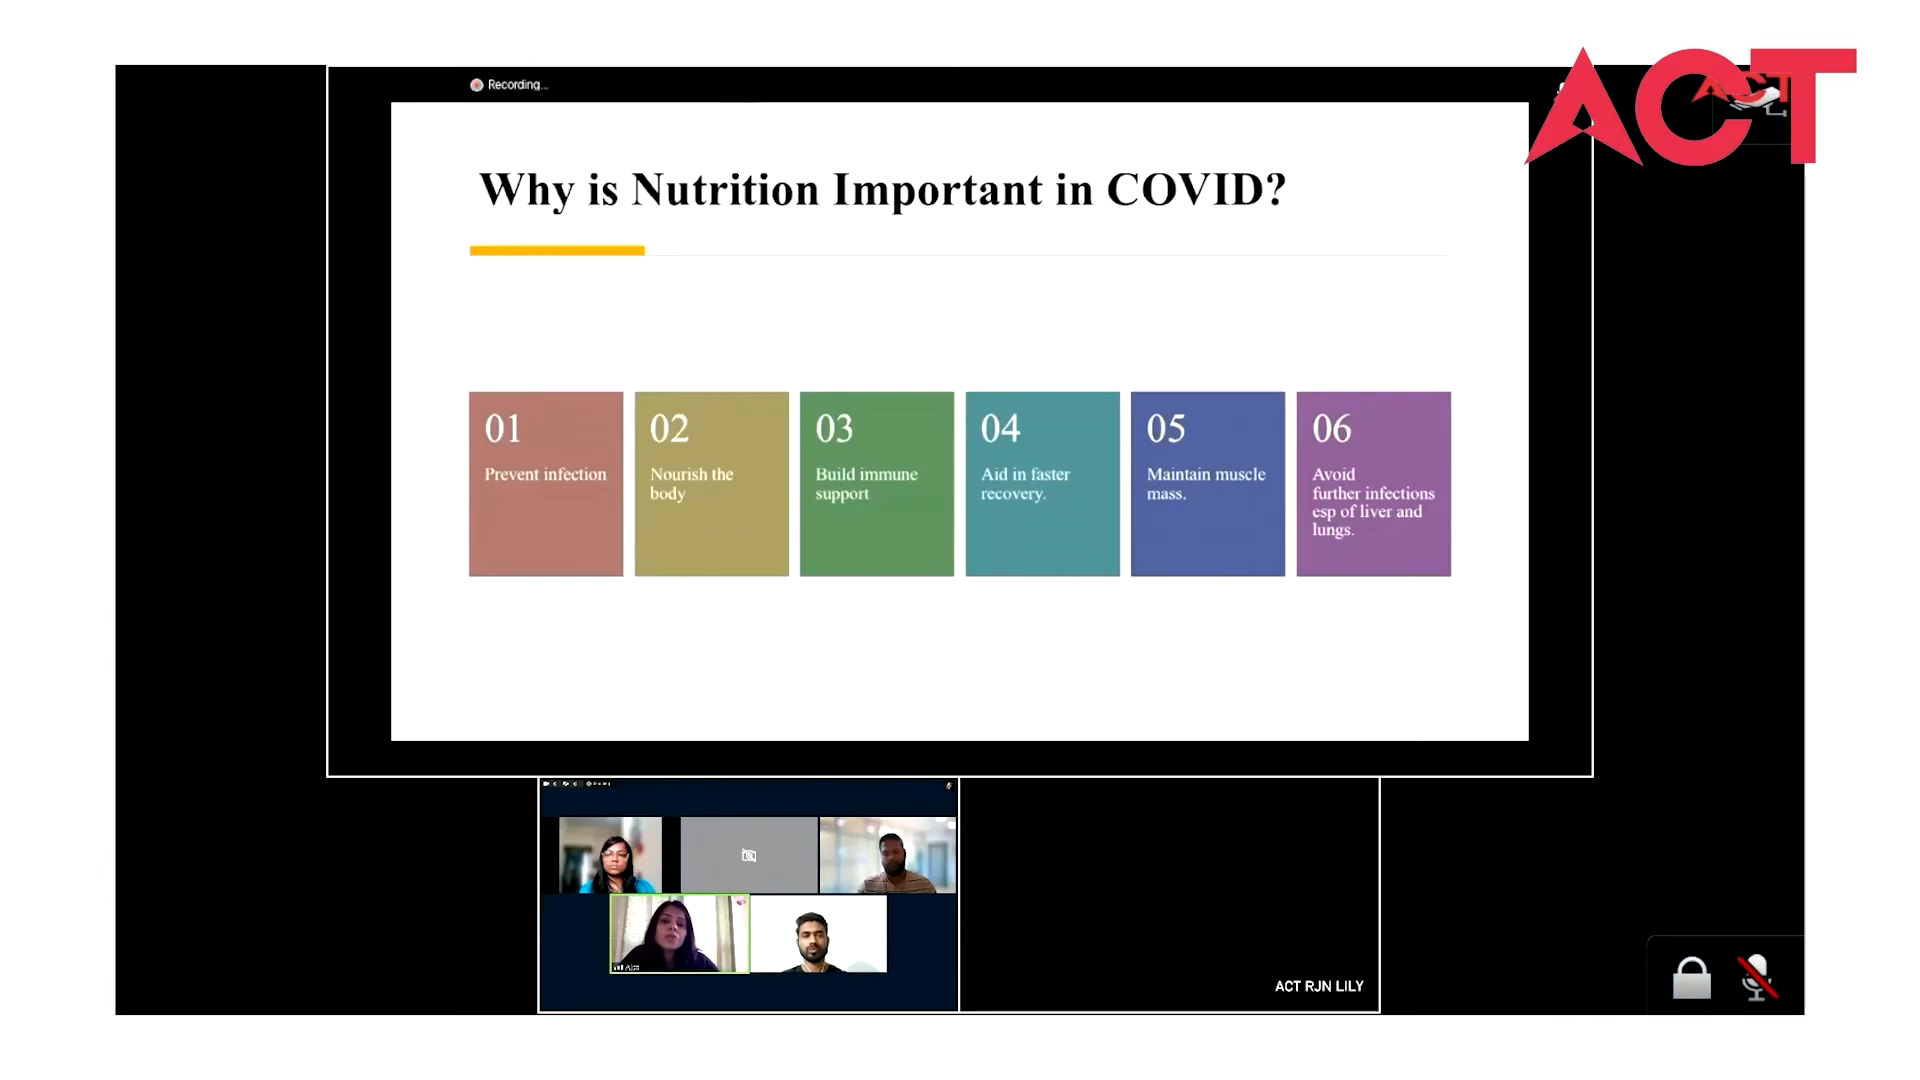 ACT
Recording...
Why is Nutrition Important in COVID?
01
Prevent infection
02
Nourish the
body
03
Build immune
support
04
Aid in faster
recovery.
05
Maintain muscle
mass.
06
Avoid
further infections
esp of liver and
lungs.
ACT RJN LILY